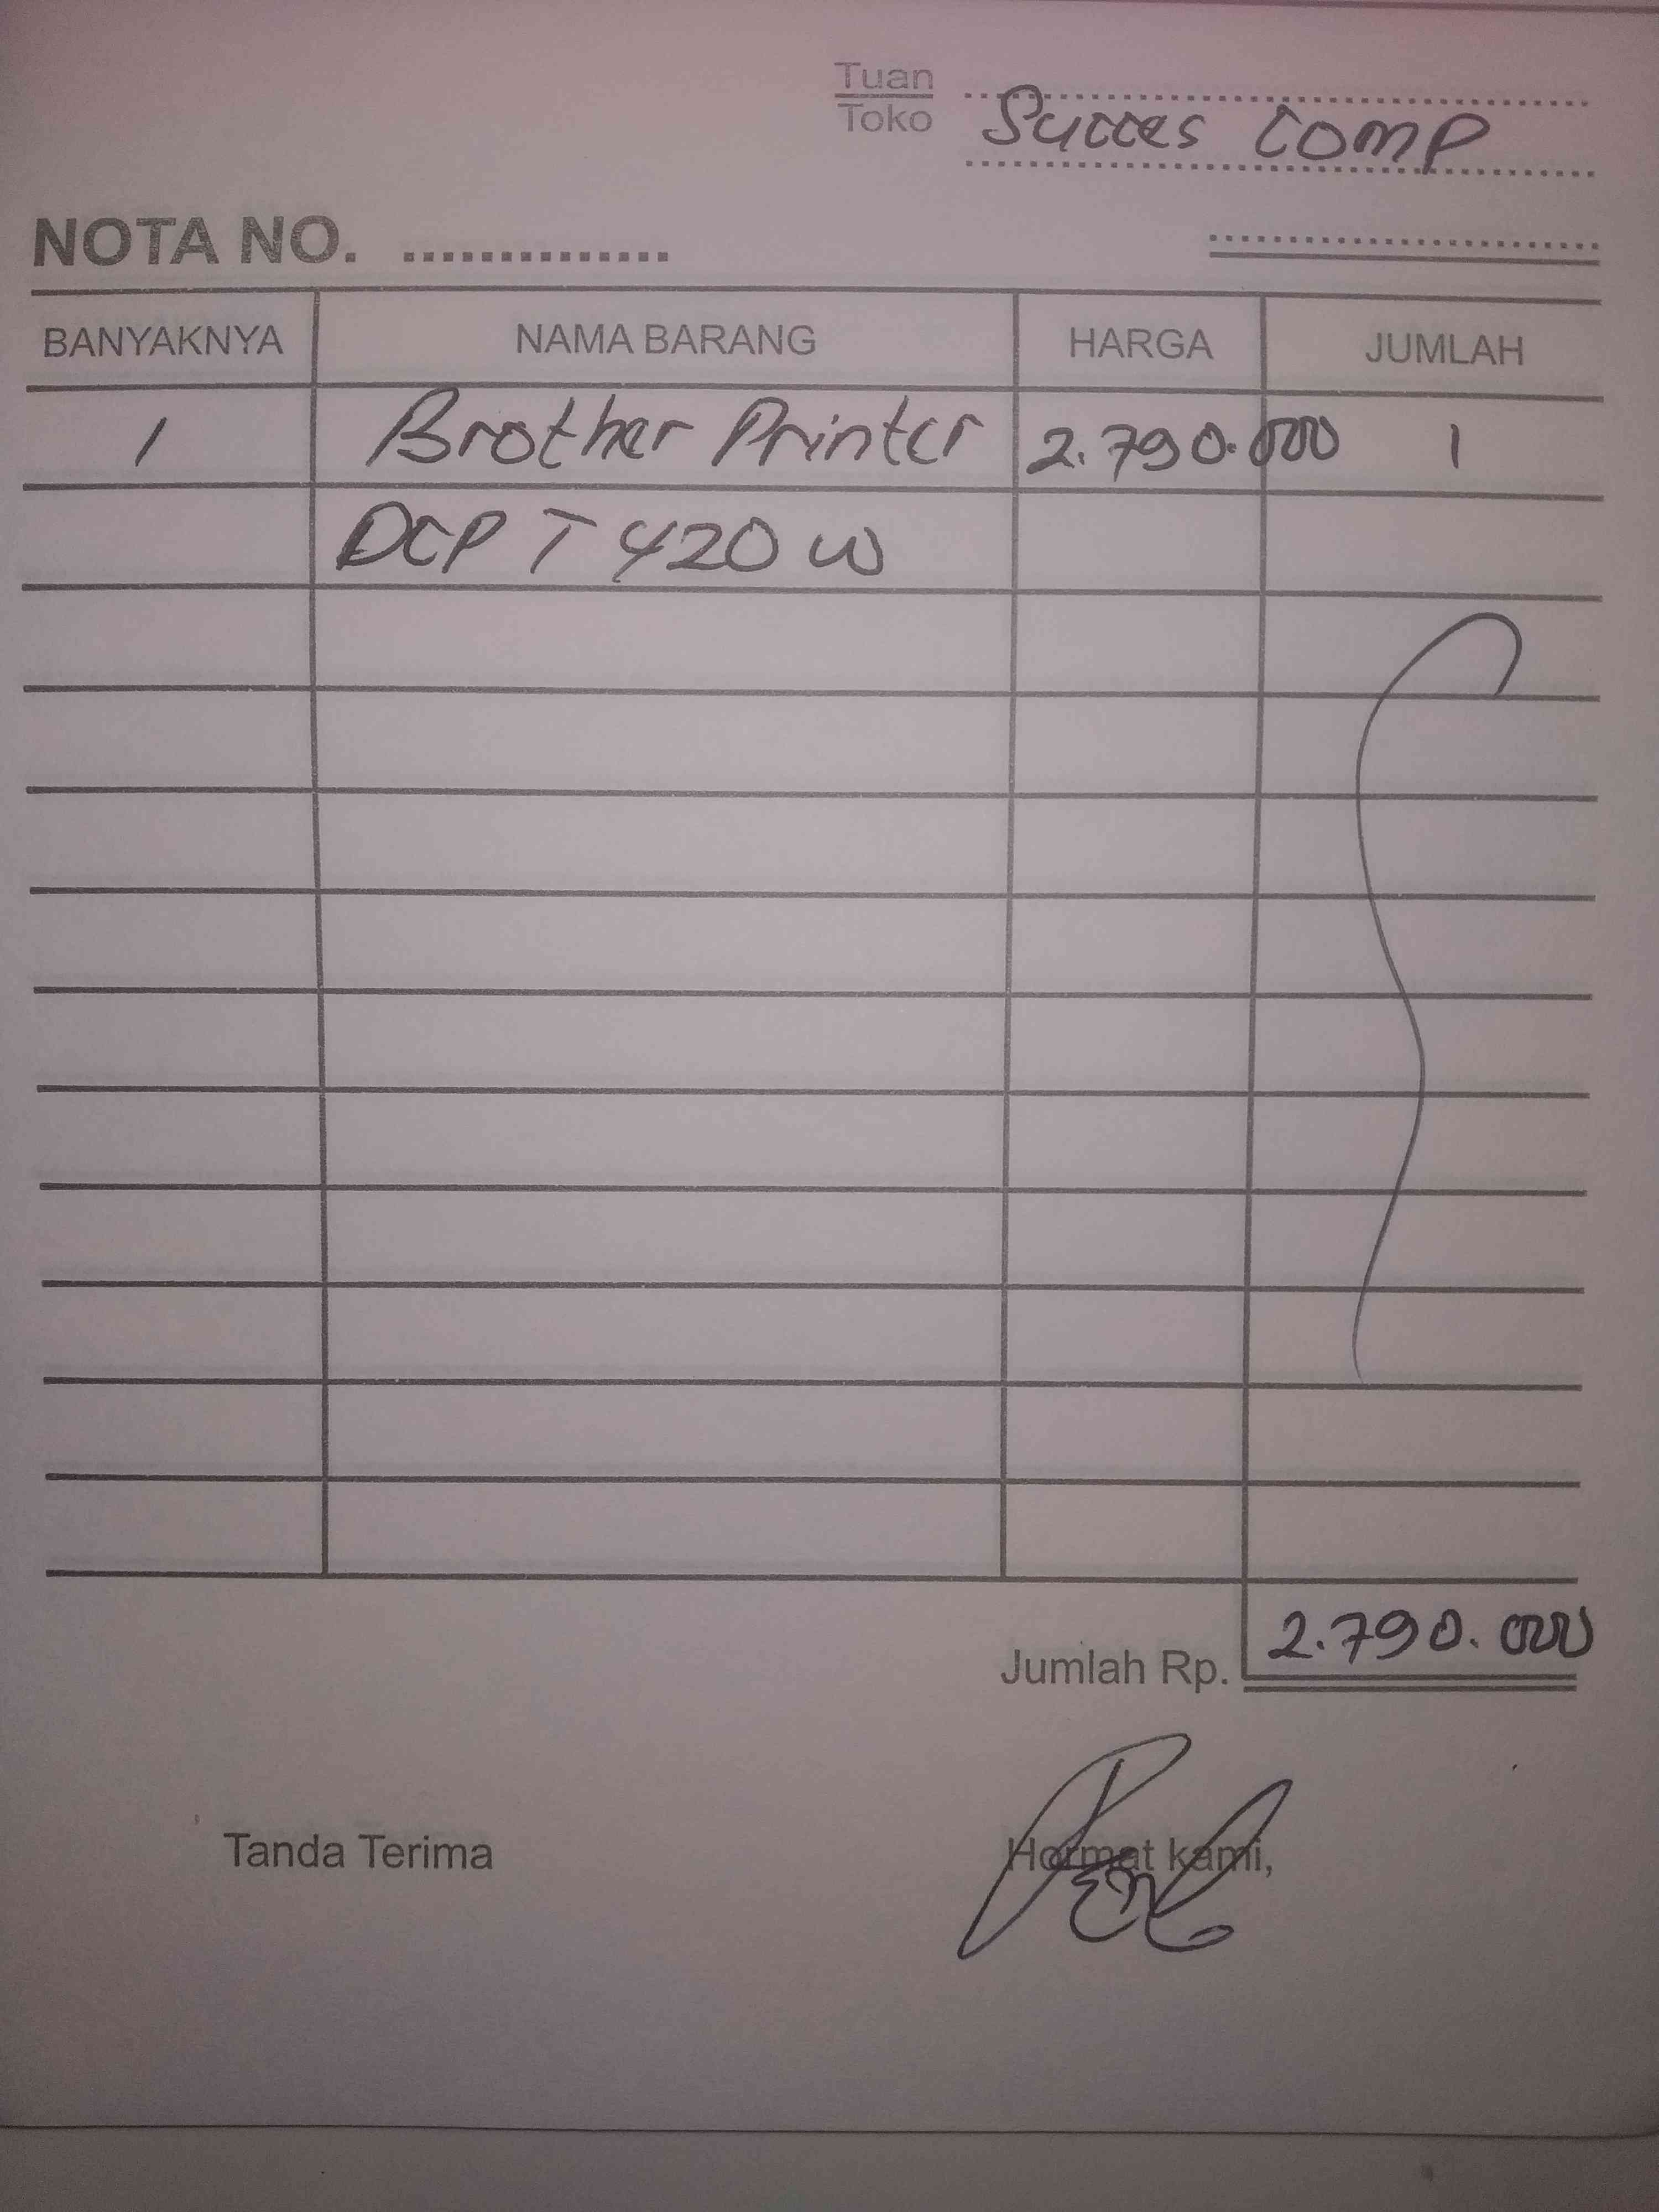 Tuan
Toko Succes Comp
NOTA NO. ..............
BANYAKNYA NAMA BARANG HARGA JUMLAH
1 Brother Printer 2.790.000 1
DCP T 420 W
Jumlah Rp. 2.790.000
Tanda Terima Hormat kami,